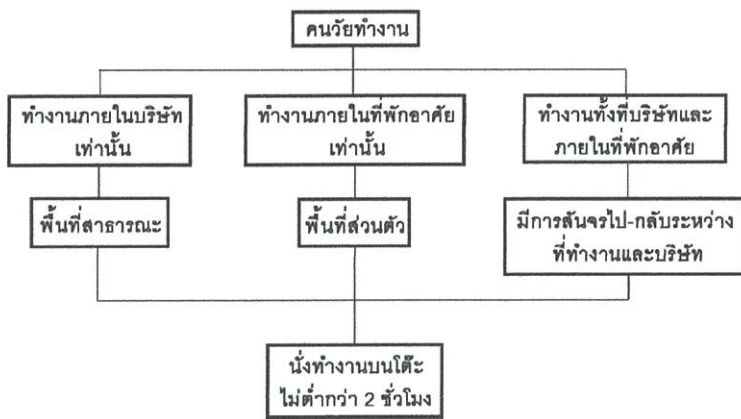 คนวัยทำงาน
ทำงานภายในบริษัท
เท่านั้น
ทำงานภายในที่พักอาศัย
เท่านั้น
ทำงานทั้งที่บริษัทและ
ภายในที่พักอาศัย
พื้นที่สาธารณะ
พื้นที่ส่วนตัว
มีการสันจรไป-กลับระหว่าง
ที่ทำงานและบริษัท
นั่งทำงานบนโต๊ะ
ไม่ต่ำกว่า 2 ชั่วโมง